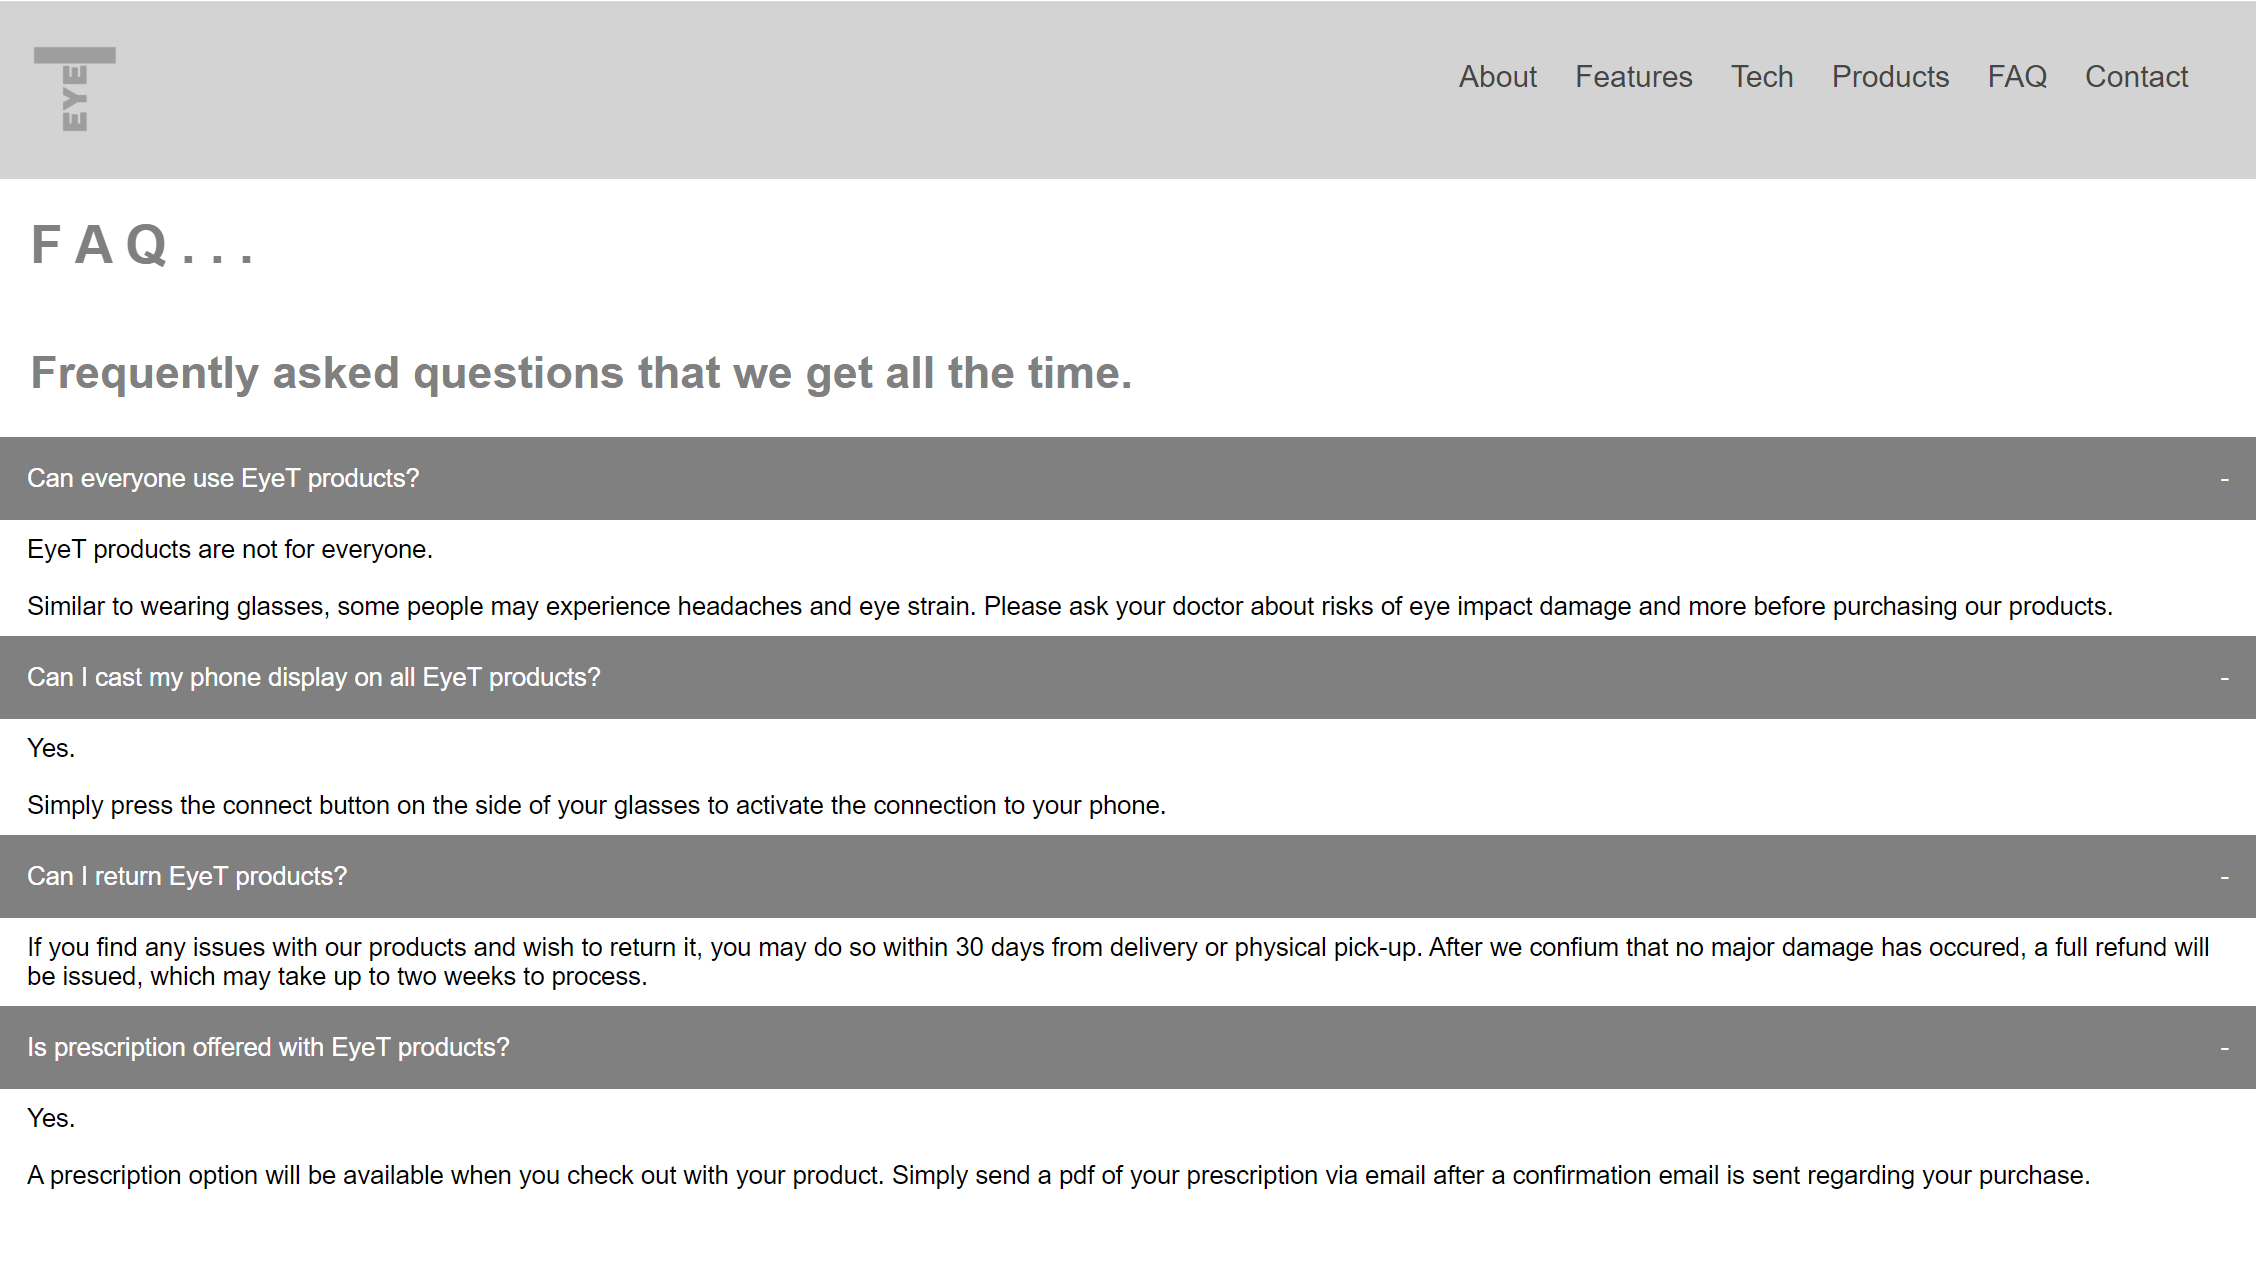 EYET
About Features Tech Products FAQ Contact
FAQ...
Frequently asked questions that we get all the time.
Can everyone use EyeT products? -
EyeT products are not for everyone.
Similar to wearing glasses, some people may experience headaches and eye strain. Please ask your doctor about risks of eye impact damage and more before purchasing our products.
Can I cast my phone display on all EyeT products? -
Yes.
Simply press the connect button on the side of your glasses to activate the connection to your phone.
Can I return EyeT products? -
If you find any issues with our products and wish to return it, you may do so within 30 days from delivery or physical pick-up. After we confium that no major damage has occured, a full refund will
be issued, which may take up to two weeks to process.
Is prescription offered with EyeT products? -
Yes.
A prescription option will be available when you check out with your product. Simply send a pdf of your prescription via email after a confirmation email is sent regarding your purchase.